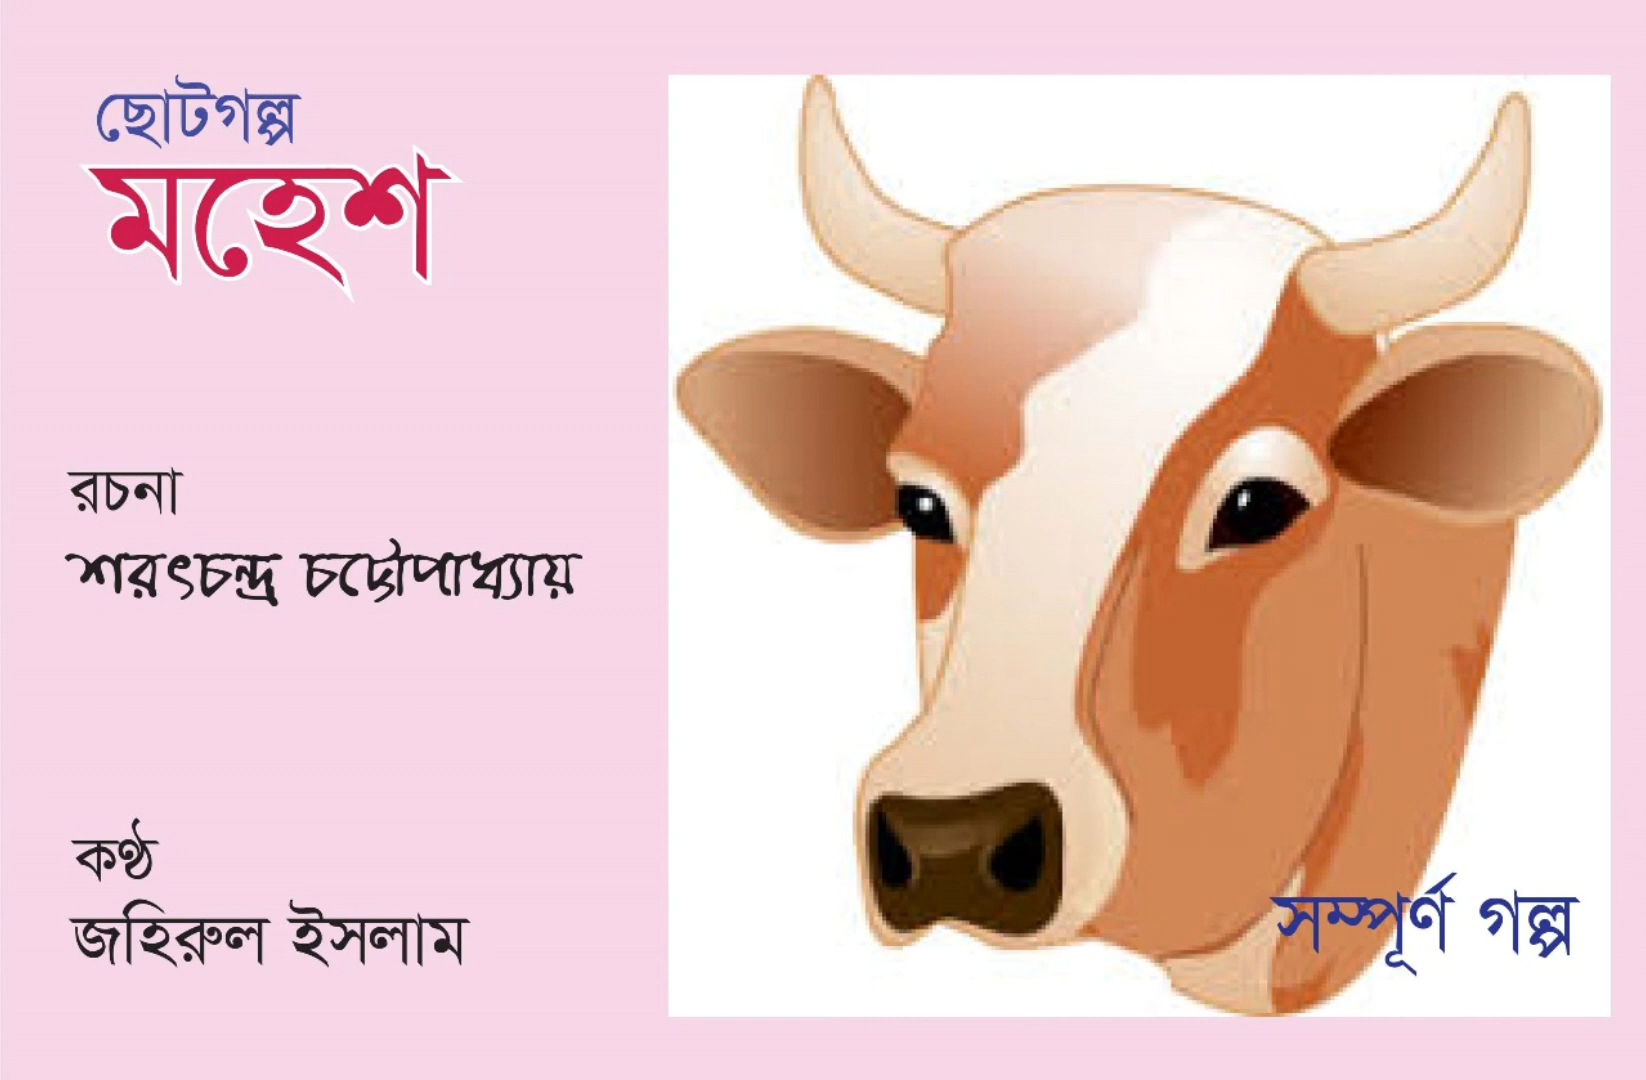 ছোটগল্প
মহেশ
রচনা
শরৎচন্দ্র চট্টোপাধ্যায়
কণ্ঠ
জহিরুল ইসলাম
সম্পূর্ণ গল্প